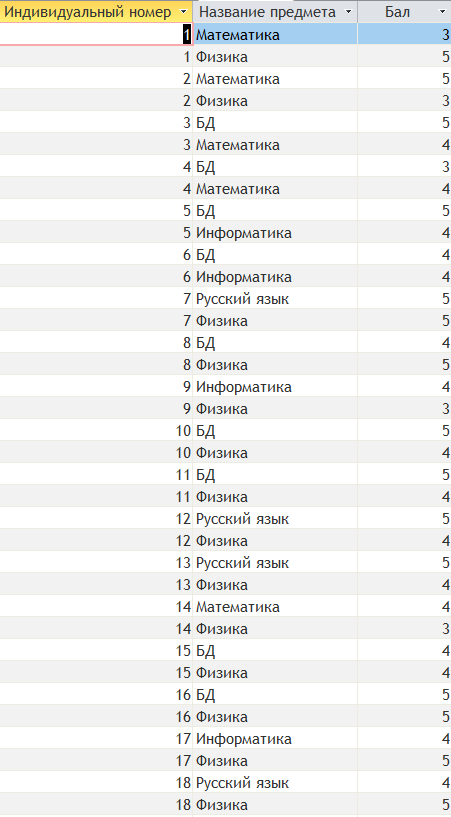 Индивидуальный номер Название предмета Бал
1 Математика 3
1 Физика 5
2 Математика 5
2 Физика 3
3 БД 5
3 Математика 4
4 БД 3
4 Математика 4
5 БД 5
5 Информатика 4
6 БД 4
6 Информатика 4
7 Русский язык 5
7 Физика 5
8 БД 4
8 Физика 5
9 Информатика 4
9 Физика 3
10 БД 5
10 Физика 4
11 БД 5
11 Физика 4
12 Русский язык 5
12 Физика 4
13 Русский язык 5
13 Физика 4
14 Математика 4
14 Физика 3
15 БД 4
15 Физика 4
16 БД 5
16 Физика 5
17 Информатика 4
17 Физика 5
18 Русский язык 4
18 Физика 5